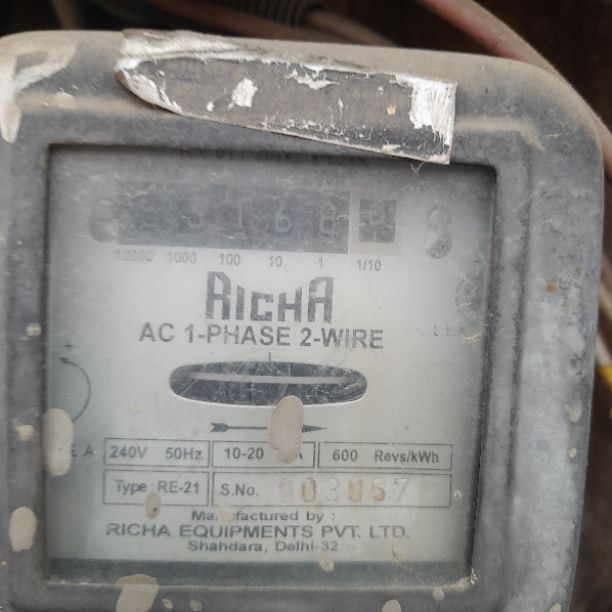 10000 1000 100 10 1 1/10
RICHA
AC 1-PHASE 2-WIRE
240V 50Hz 10-20 A 600 Revs/kWh
Type: RE-21 S.No. 903067
Manufactured by :
RICHA EQUIPMENTS PVT. LTD.
Shahdara, Delhi-32